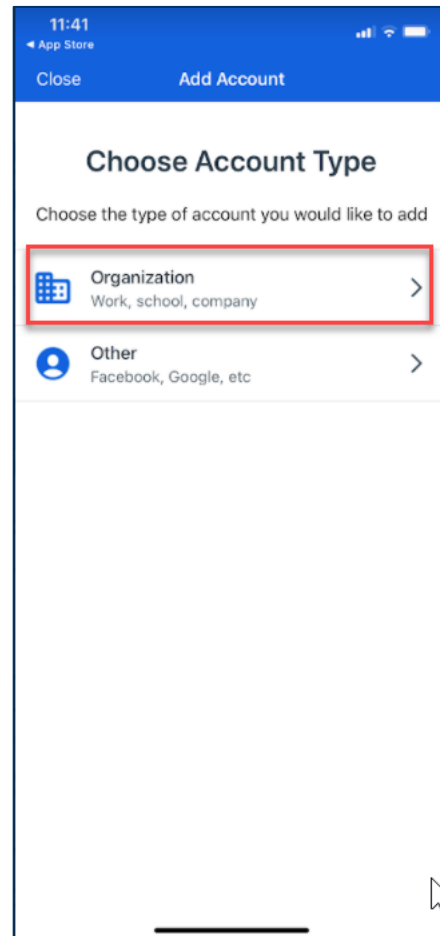 11:41
◀ App Store
Close Add Account
Choose Account Type
Choose the type of account you would like to add
Organization
Work, school, company
Other
Facebook, Google, etc